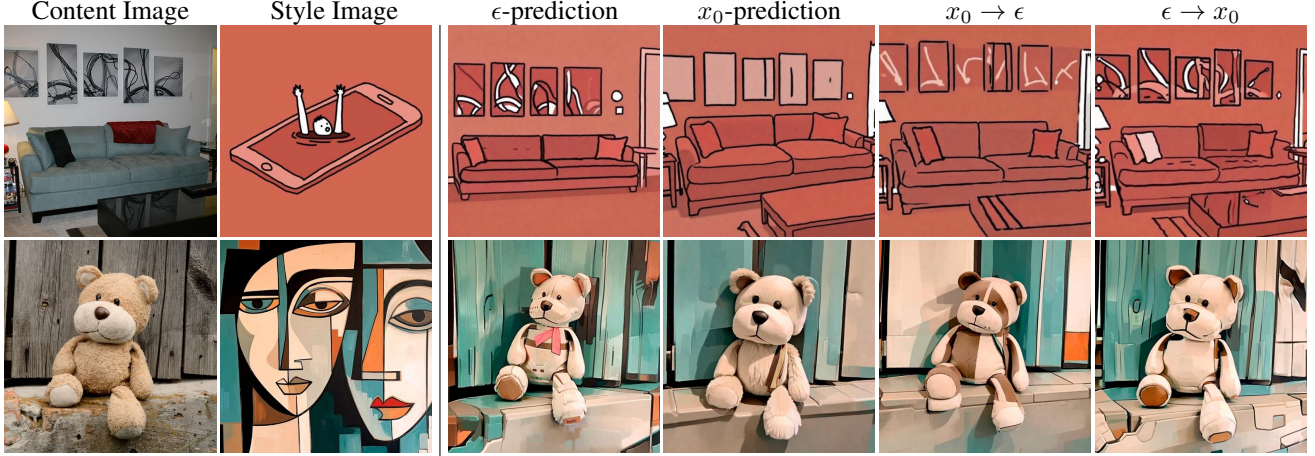 Content Image Style Image ϵ-prediction x₀-prediction x₀ → ϵ ϵ → x₀